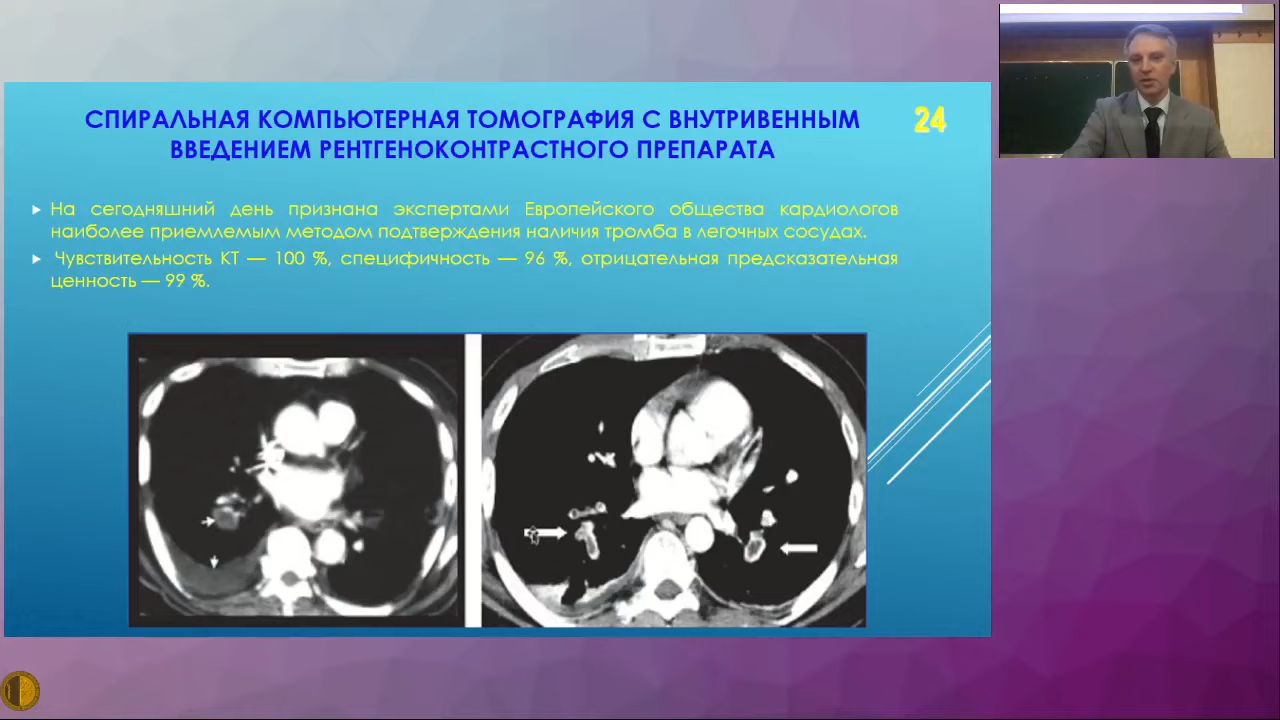 СПИРАЛЬНАЯ КОМПЬЮТЕРНАЯ ТОМОГРАФИЯ С ВНУТРИВЕННЫМ
ВВЕДЕНИЕМ РЕНТГЕНОКОНТРАСТНОГО ПРЕПАРАТА
24
На сегодняшний день признана экспертами Европейского общества кардиологов
наиболее приемлемым методом подтверждения наличия тромба в легочных сосудах.
Чувствительность КТ — 100 %, специфичность — 96 %, отрицательная предсказательная
ценность — 99 %.